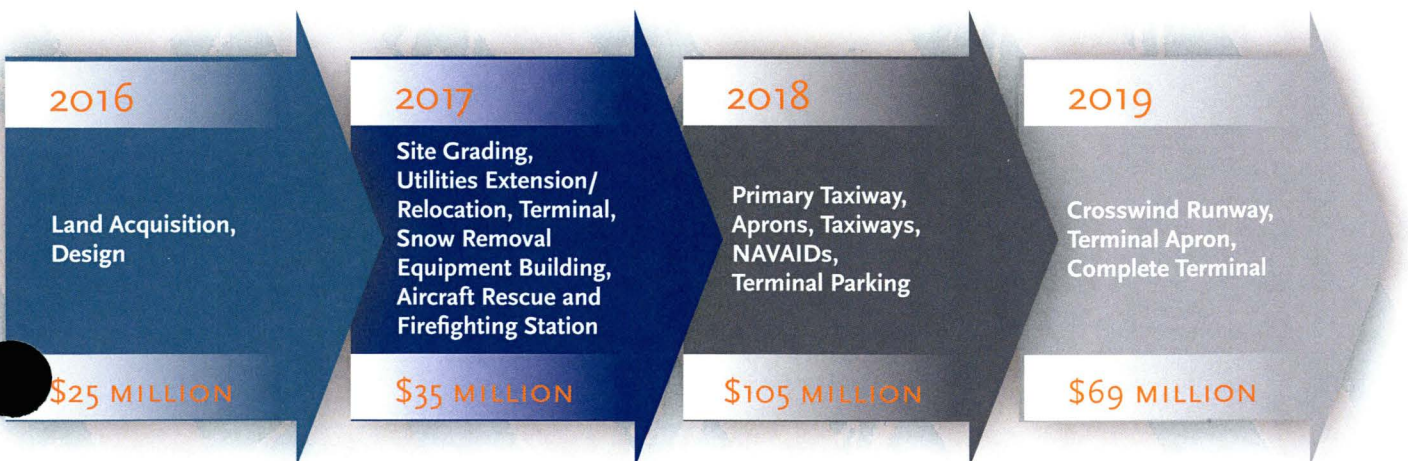 2016
Land Acquisition,
Design
$25 MILLION
2017
Site Grading,
Utilities Extension/
Relocation, Terminal,
Snow Removal
Equipment Building,
Aircraft Rescue and
Firefighting Station
$35 MILLION
2018
Primary Taxiway,
Aprons, Taxiways,
NAVAIDs,
Terminal Parking
$105 MILLION
2019
Crosswind Runway,
Terminal Apron,
Complete Terminal
$69 MILLION